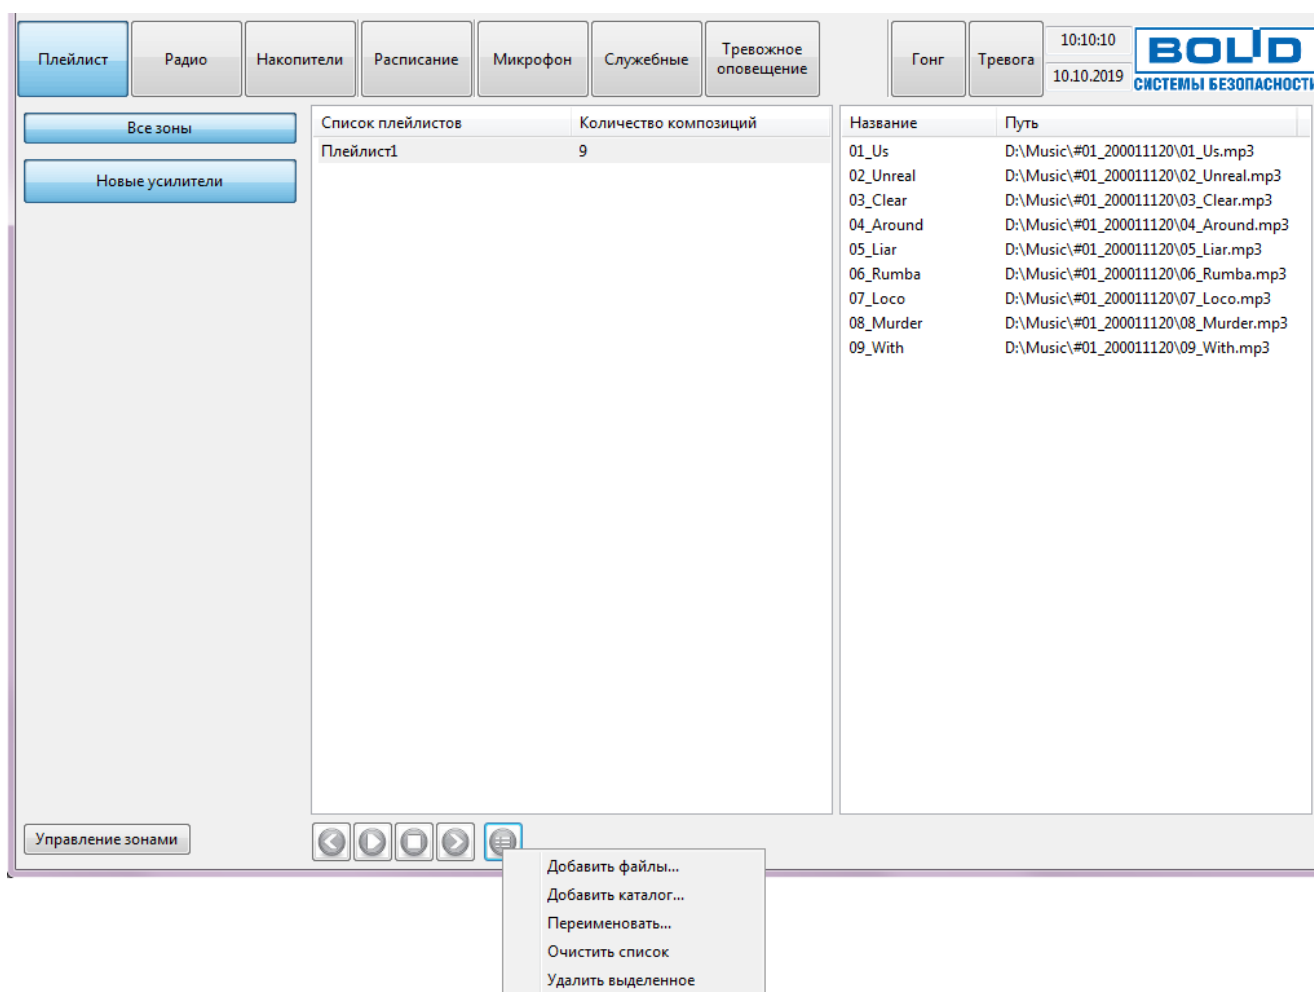 Плейлист
Радио
Накопители
Расписание
Микрофон
Служебные
Тревожное
оповещение
Гонг
Тревога
10:10:10
10.10.2019
BOLID
СИСТЕМЫ БЕЗОПАСНОСТИ
Все зоны
Новые усилители
Список плейлистов Количество композиций
Плейлист1 9
Название Путь
01_Us D:\Music\#01_200011120\01_Us.mp3
02_Unreal D:\Music\#01_200011120\02_Unreal.mp3
03_Clear D:\Music\#01_200011120\03_Clear.mp3
04_Around D:\Music\#01_200011120\04_Around.mp3
05_Liar D:\Music\#01_200011120\05_Liar.mp3
06_Rumba D:\Music\#01_200011120\06_Rumba.mp3
07_Loco D:\Music\#01_200011120\07_Loco.mp3
08_Murder D:\Music\#01_200011120\08_Murder.mp3
09_With D:\Music\#01_200011120\09_With.mp3
Управление зонами
Добавить файлы...
Добавить каталог...
Переименовать...
Очистить список
Удалить выделенное